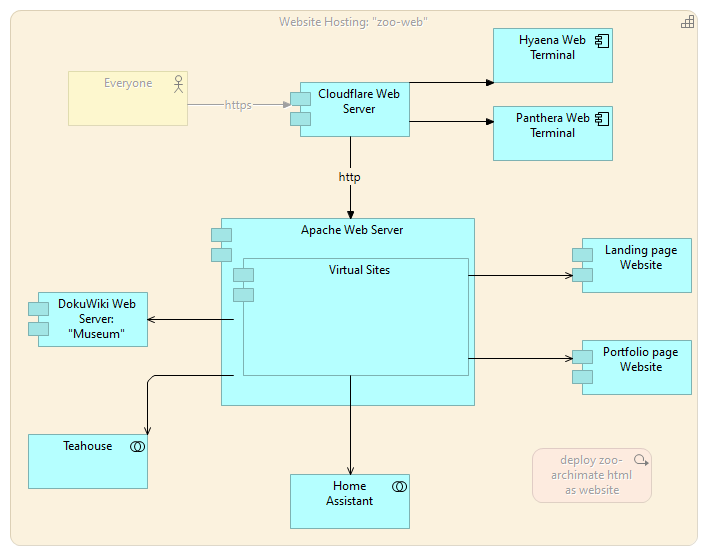 Website Hosting: "zoo-web"
Hyaena Web
Terminal
Everyone
https
Cloudflare Web
Server
Panthera Web
Terminal
http
Apache Web Server
Virtual Sites
Landing page
Website
DokuWiki Web
Server:
"Museum"
Portfolio page
Website
Teahouse
deploy zoo-
archimate html
as website
Home
Assistant